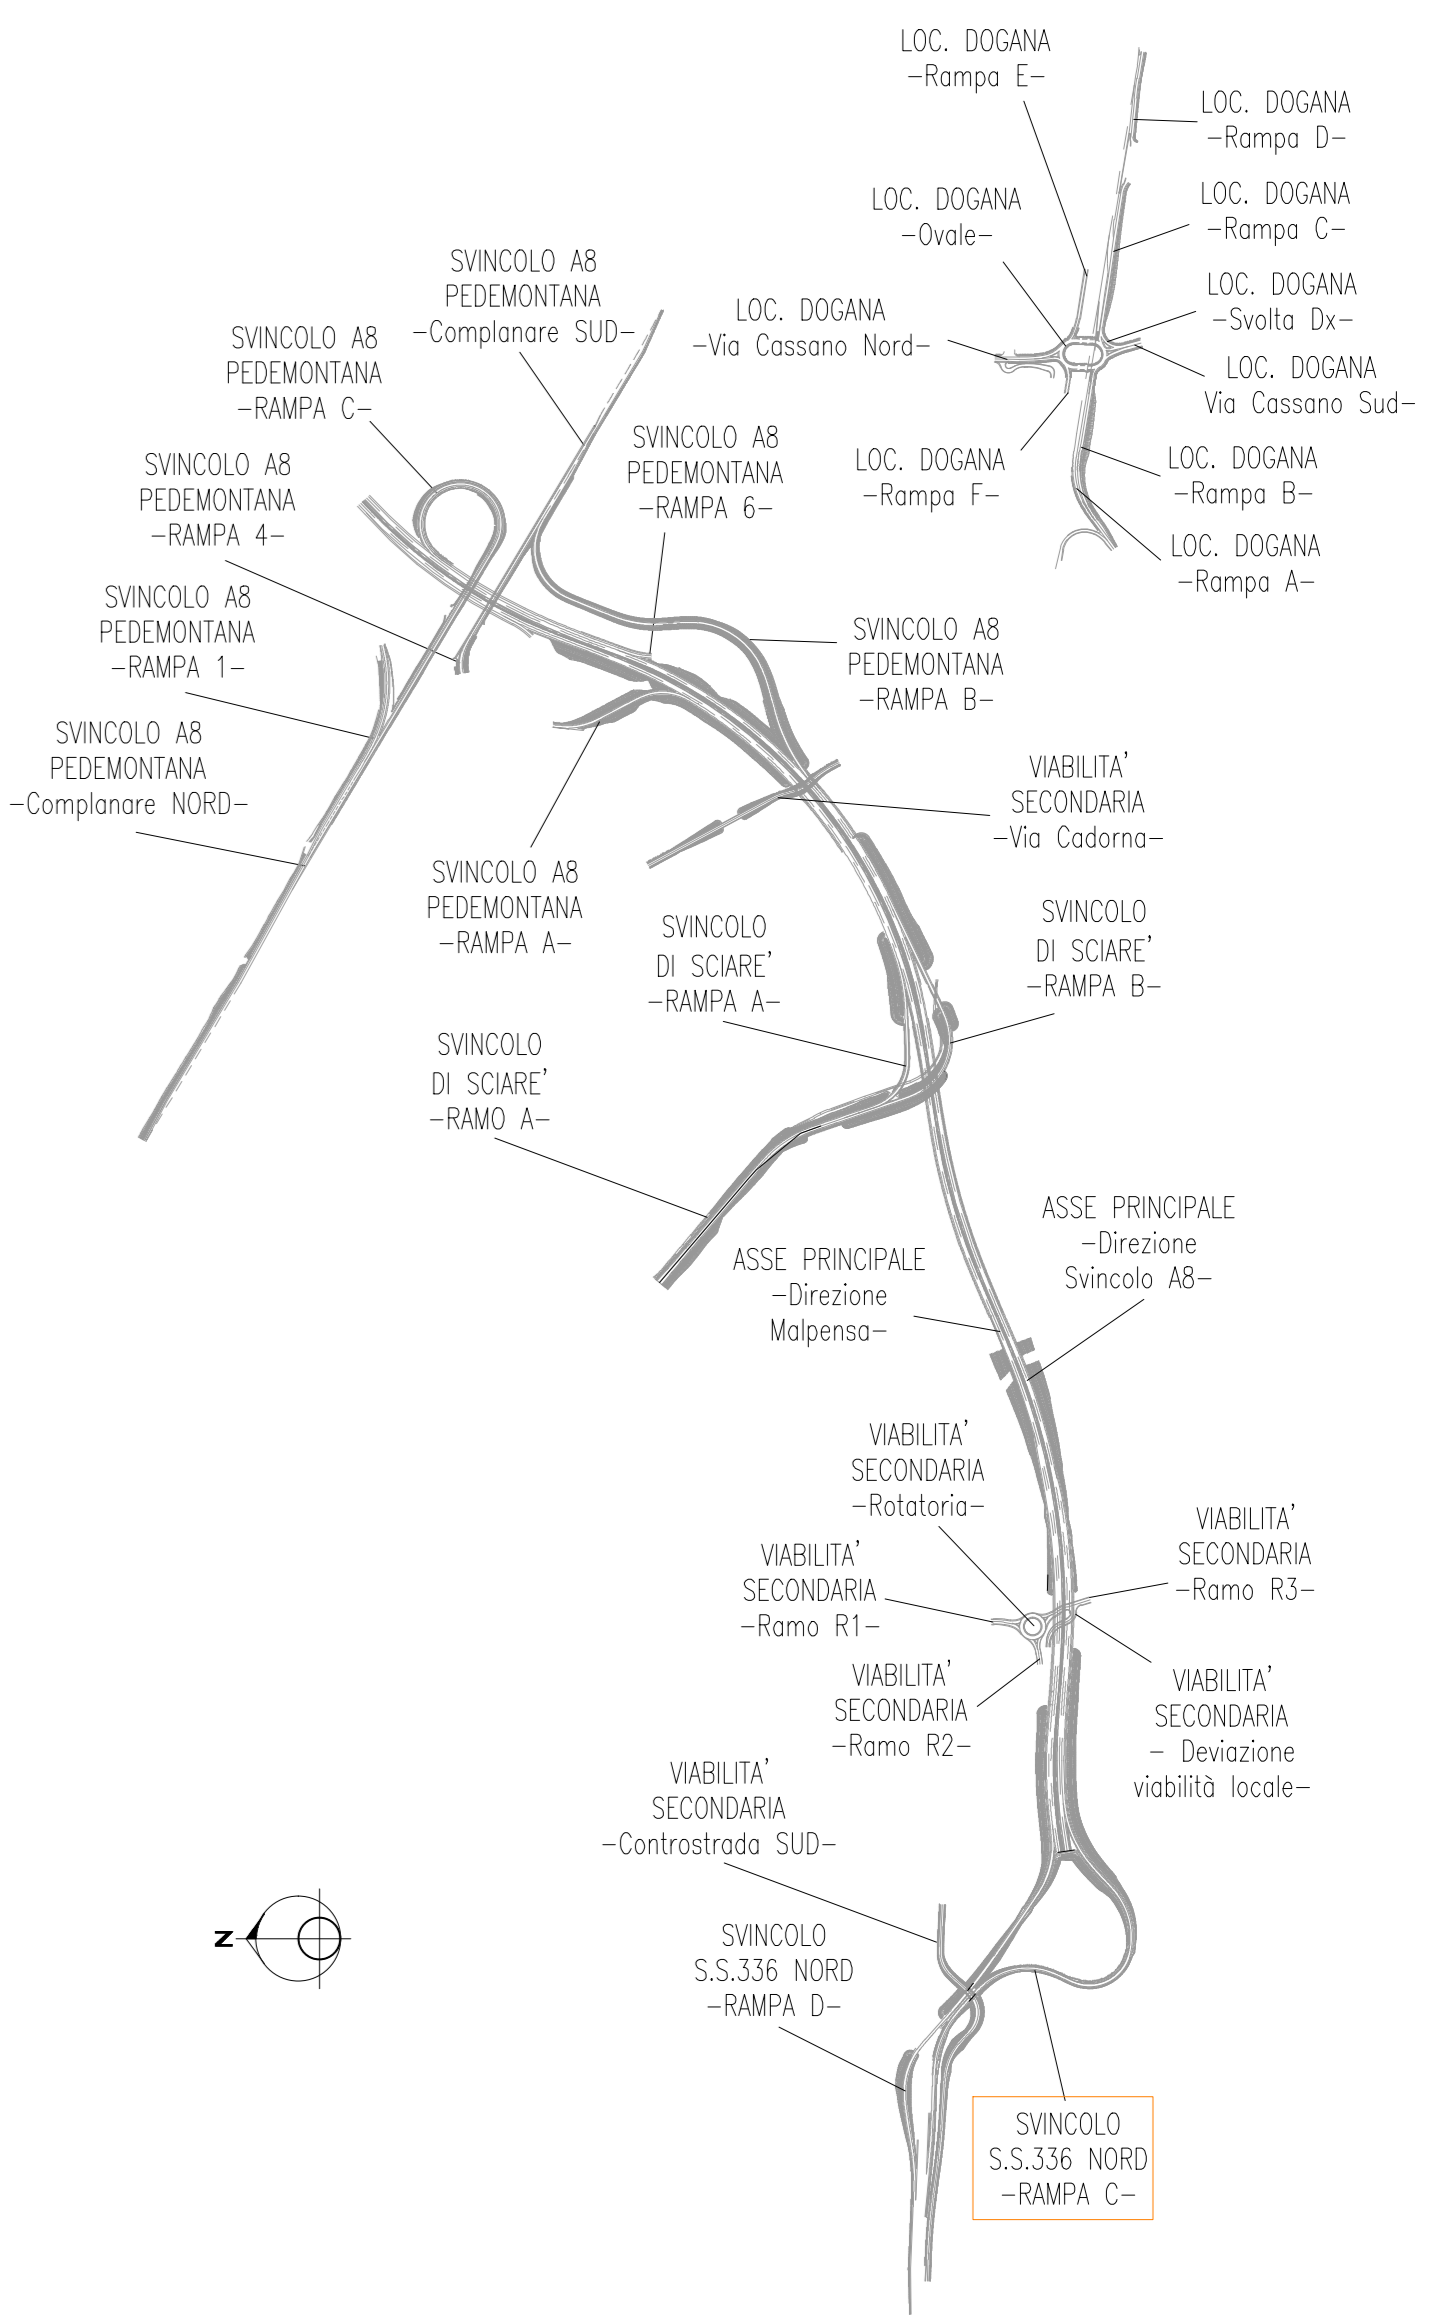 LOC. DOGANA
-Rampa E-
LOC. DOGANA
-Rampa D-
LOC. DOGANA
-Ovale-
LOC. DOGANA
-Rampa C-
SVINCOLO A8
PEDEMONTANA
-Complanare SUD-
LOC. DOGANA
-Via Cassano Nord-
LOC. DOGANA
-Svolta Dx-
SVINCOLO A8
PEDEMONTANA
-RAMPA C-
LOC. DOGANA
Via Cassano Sud-
SVINCOLO A8
PEDEMONTANA
-RAMPA 4-
SVINCOLO A8
PEDEMONTANA
-RAMPA 6-
LOC. DOGANA
-Rampa F-
LOC. DOGANA
-Rampa B-
LOC. DOGANA
-Rampa A-
SVINCOLO A8
PEDEMONTANA
-RAMPA 1-
SVINCOLO A8
PEDEMONTANA
-RAMPA B-
SVINCOLO A8
PEDEMONTANA
-Complanare NORD-
VIABILITA'
SECONDARIA
-Via Cadorna-
SVINCOLO A8
PEDEMONTANA
-RAMPA A-
SVINCOLO
DI SCIARE'
-RAMPA A-
SVINCOLO
DI SCIARE'
-RAMPA B-
SVINCOLO
DI SCIARE'
-RAMO A-
ASSE PRINCIPALE
-Direzione
Svincolo A8-
ASSE PRINCIPALE
-Direzione
Malpensa-
VIABILITA'
SECONDARIA
-Rotatoria-
VIABILITA'
SECONDARIA
-Ramo R3-
VIABILITA'
SECONDARIA
-Ramo R1-
VIABILITA'
SECONDARIA
-Ramo R2-
VIABILITA'
SECONDARIA
- Deviazione
viabilità locale-
VIABILITA'
SECONDARIA
-Controstrada SUD-
N
SVINCOLO
S.S.336 NORD
-RAMPA D-
SVINCOLO
S.S.336 NORD
-RAMPA C-